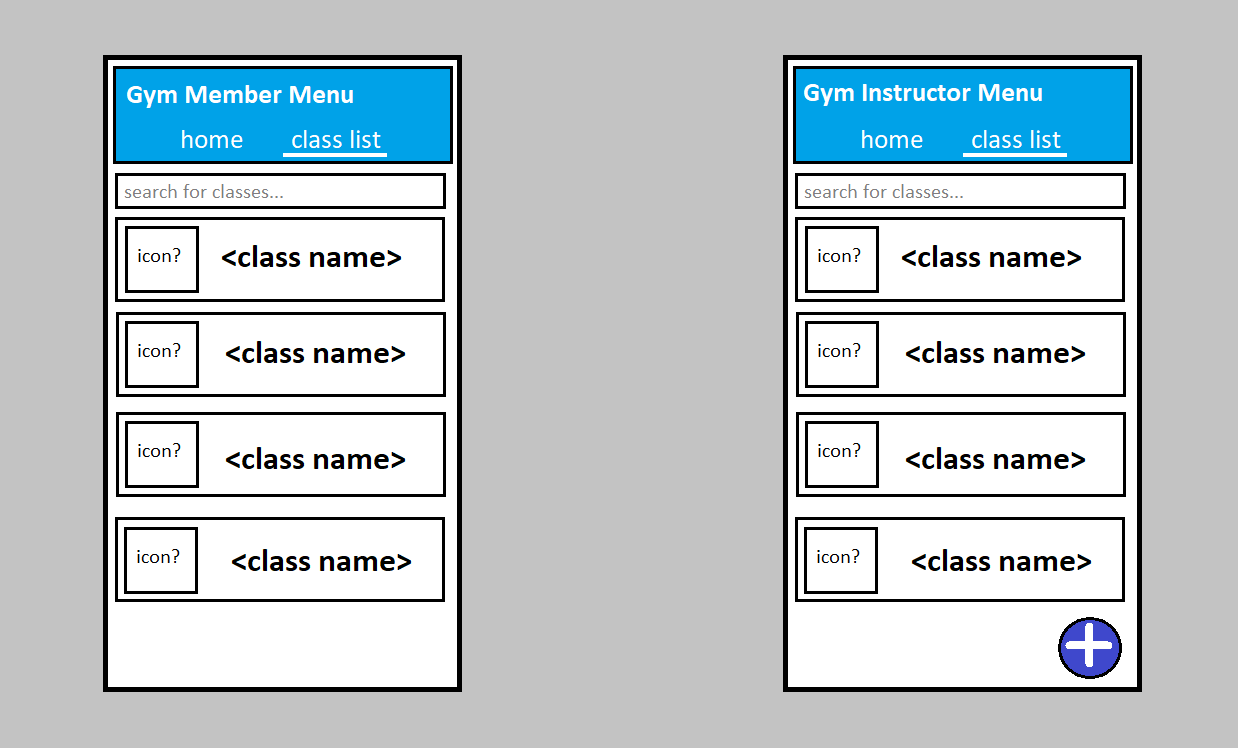 Gym Member Menu
home class list
search for classes...
icon? <class name>
icon? <class name>
icon? <class name>
icon? <class name>
Gym Instructor Menu
home class list
search for classes...
icon? <class name>
icon? <class name>
icon? <class name>
icon? <class name>